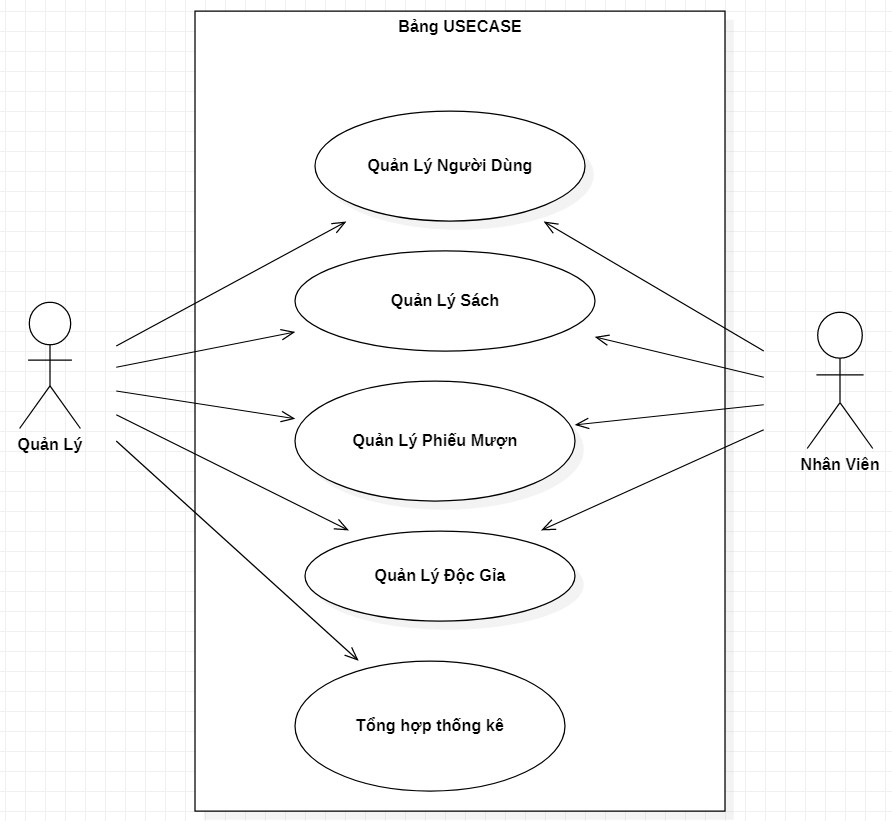 Bảng USECASE
Quản Lý Người Dùng
Quản Lý Sách
Quản Lý Phiếu Mượn
Quản Lý Độc Gỉa
Tổng hợp thống kê
Quản Lý
Nhân Viên